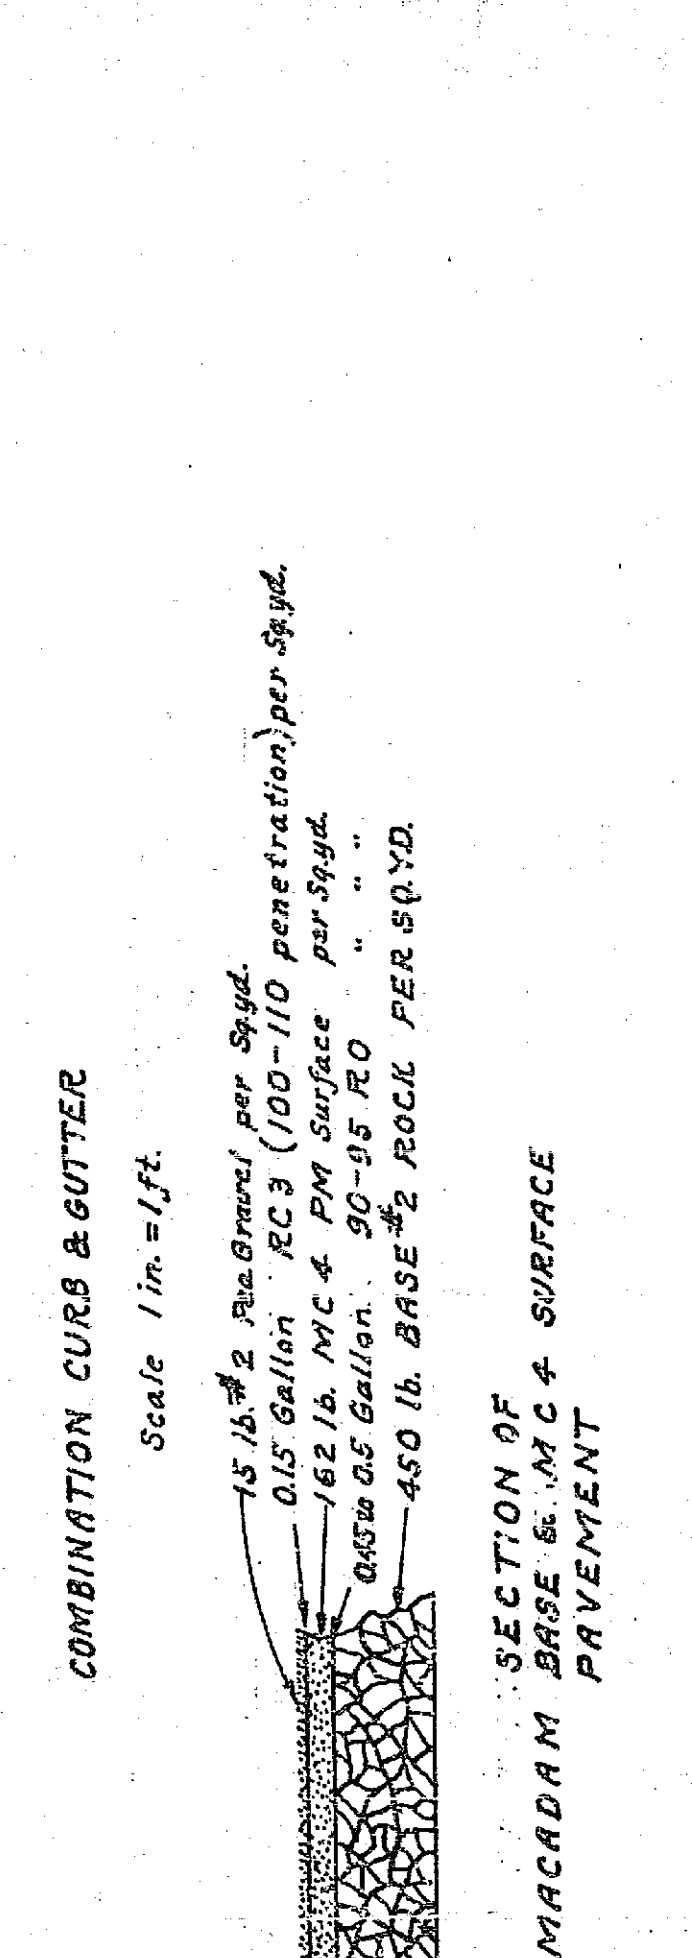 COMBINATION CURB & GUTTER
Scale 1 in. = 1 ft.
15 lb. #2 Pea Gravel per Sq.yd.
0.15 Gallon RC 3 (100-110 penetration) per Sq.yd.
162 lb. MC 4 PM Surface per Sq.yd.
0.45 to 0.5 Gallon. 90-95 RO " " "
450 lb. BASE #2 ROCK PER SQ.YD.
SECTION OF
MACADAM BASE & MC 4 SURFACE
PAVEMENT